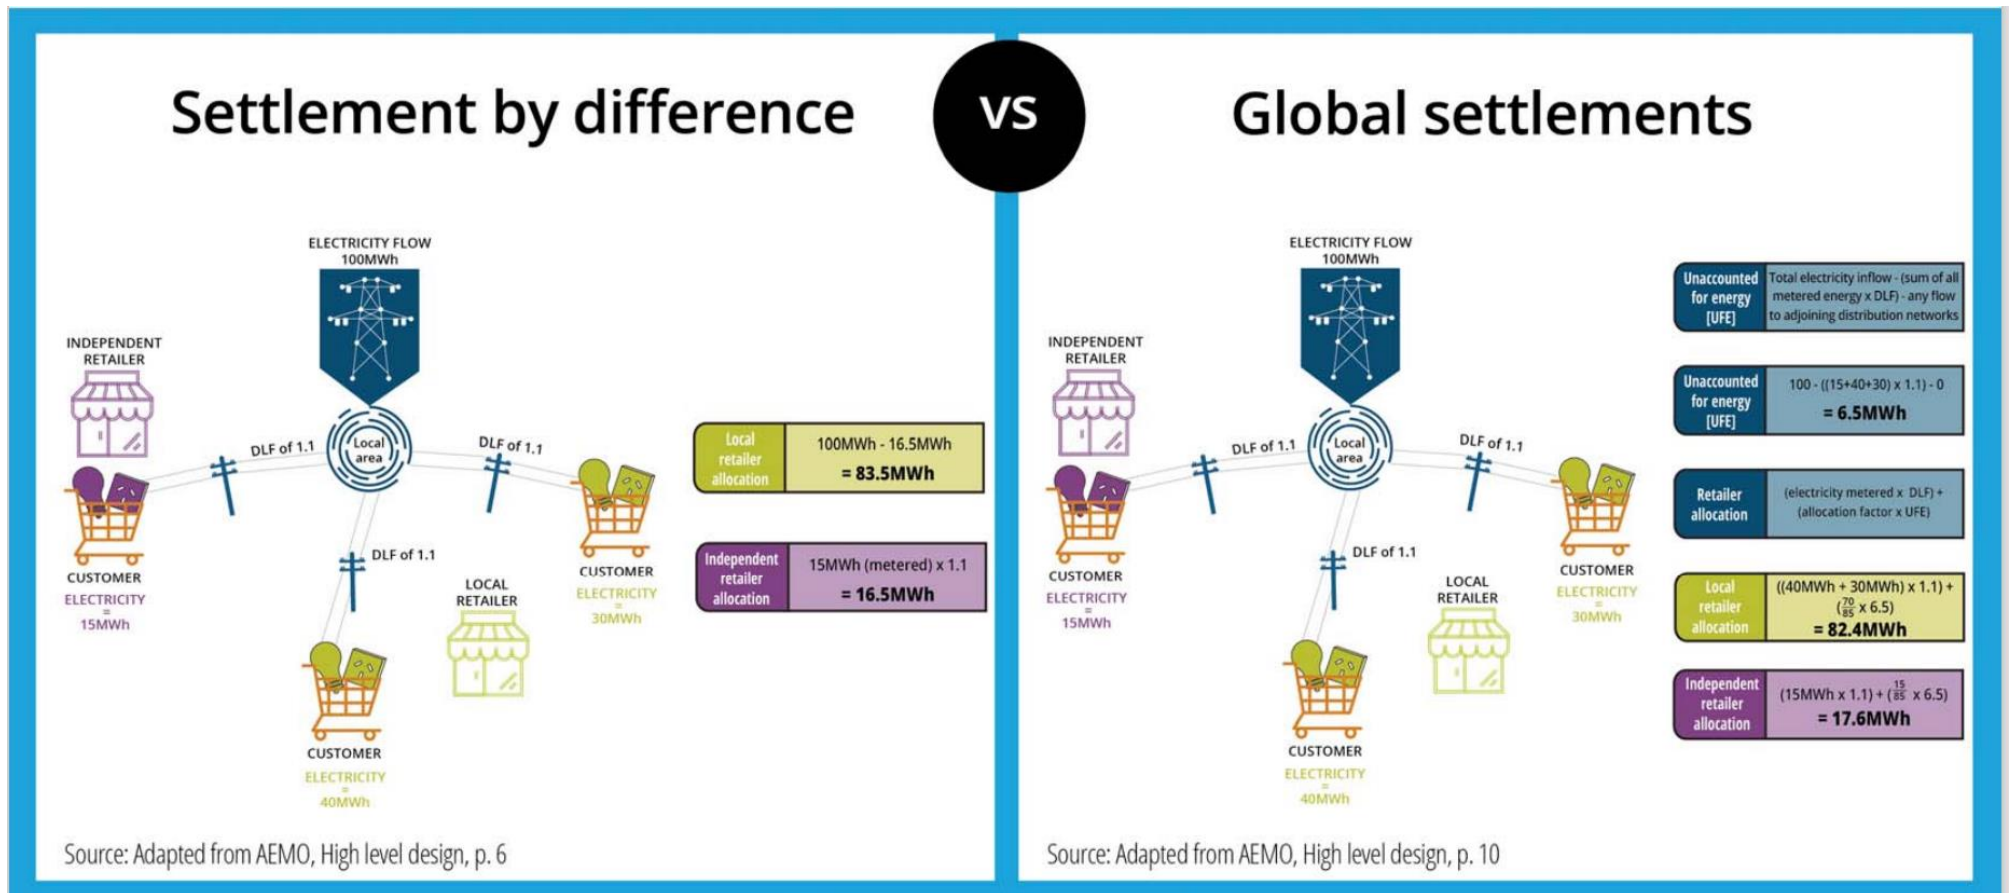 Settlement by difference
VS
Global settlements
ELECTRICITY FLOW
100MWh
INDEPENDENT
RETAILER
DLF of 1.1
Local
area
DLF of 1.1
CUSTOMER
ELECTRICITY
=
15MWh
DLF of 1.1
LOCAL
RETAILER
CUSTOMER
ELECTRICITY
=
30MWh
CUSTOMER
ELECTRICITY
=
40MWh
Local
retailer
allocation
100MWh - 16.5MWh
= 83.5MWh
Independent
retailer
allocation
15MWh (metered) x 1.1
= 16.5MWh
Source: Adapted from AEMO, High level design, p. 6
ELECTRICITY FLOW
100MWh
INDEPENDENT
RETAILER
DLF of 1.1
Local
area
DLF of 1.1
CUSTOMER
ELECTRICITY
=
15MWh
DLF of 1.1
LOCAL
RETAILER
CUSTOMER
ELECTRICITY
=
30MWh
CUSTOMER
ELECTRICITY
=
40MWh
Unaccounted
for energy
[UFE]
Total electricity inflow - (sum of all
metered energy x DLF) - any flow
to adjoining distribution networks
Unaccounted
for energy
[UFE]
100 - ((15+40+30) x 1.1) - 0
= 6.5MWh
Retailer
allocation
(electricity metered x DLF) +
(allocation factor x UFE)
Local
retailer
allocation
((40MWh + 30MWh) x 1.1) +
(70/85 x 6.5)
= 82.4MWh
Independent
retailer
allocation
(15MWh x 1.1) + (15/85 x 6.5)
= 17.6MWh
Source: Adapted from AEMO, High level design, p. 10